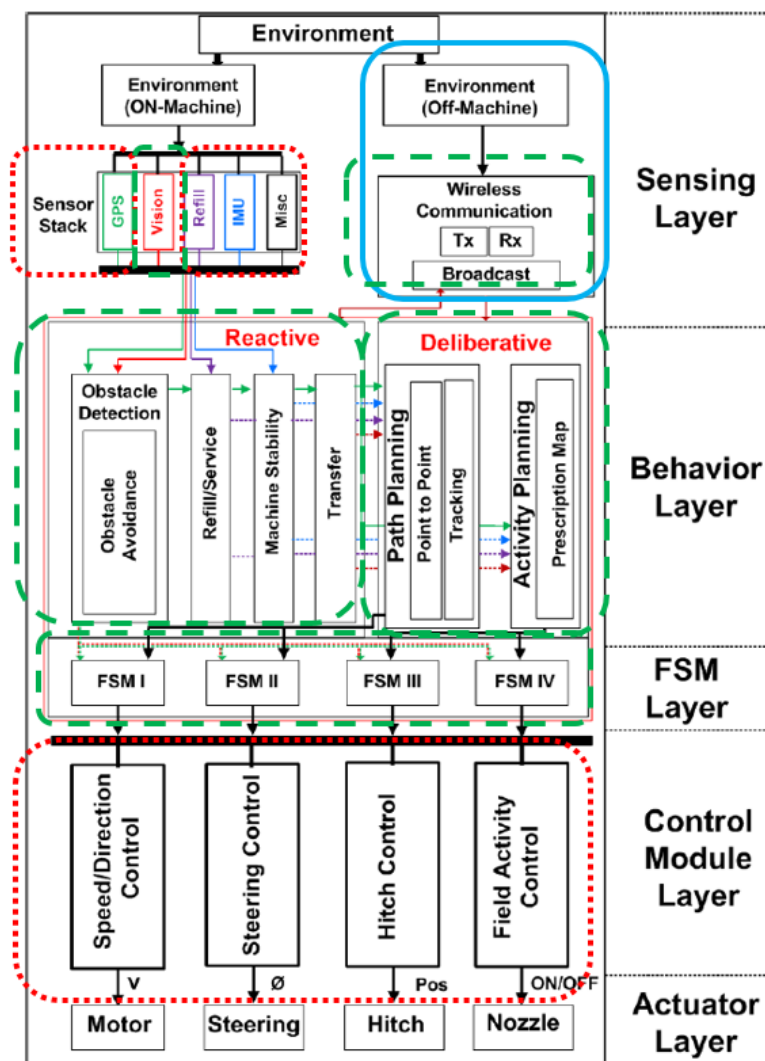 Environment
Environment
(ON-Machine)
Environment
(Off-Machine)
Sensor
Stack
GPS
Vision
Refill
IMU
Misc
Wireless
Communication
Tx
Rx
Broadcast
Sensing
Layer
Reactive
Deliberative
Obstacle
Detection
Obstacle
Avoidance
Refill/Service
Machine Stability
Transfer
Path Planning
Point to Point
Tracking
Activity Planning
Prescription Map
Behavior
Layer
FSM I
FSM II
FSM III
FSM IV
FSM
Layer
Speed/Direction
Control
Steering Control
Hitch Control
Field Activity
Control
Control
Module
Layer
V
Ø
Pos
ON/OFF
Motor
Steering
Hitch
Nozzle
Actuator
Layer